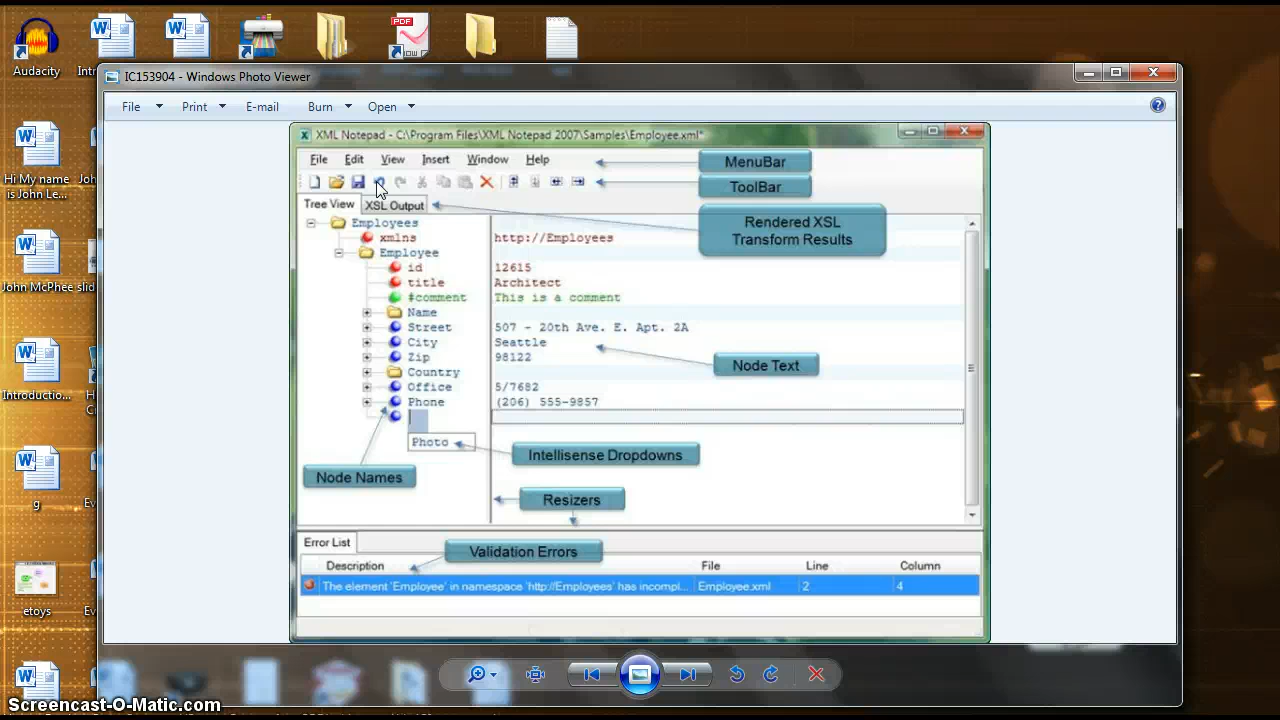 PDF
Audacity
IC153904 - Windows Photo Viewer
File Print E-mail Burn Open
XML Notepad - C:\Program Files\XML Notepad 2007\Samples\Employee.xml*
File Edit View Insert Window Help
MenuBar
ToolBar
Tree View XSL Output
Rendered XSL
Transform Results
Employees
xmlns http://Employees
Employee
id 12615
title Architect
#comment This is a comment
Name
Street 507 - 20th Ave. E. Apt. 2A
City Seattle
Zip 98122
Node Text
Country
Office 5/7682
Phone (206) 555-9857
Photo
Intellisense Dropdowns
Node Names
Resizers
Error List
Validation Errors
Description File Line Column
The element 'Employee' in namespace 'http://Employees' has incompl... Employee.xml 2 4
Hi My name
is John Le...
John McPhee slid
Introduction...
g
etoys
Screencast-O-Matic.com